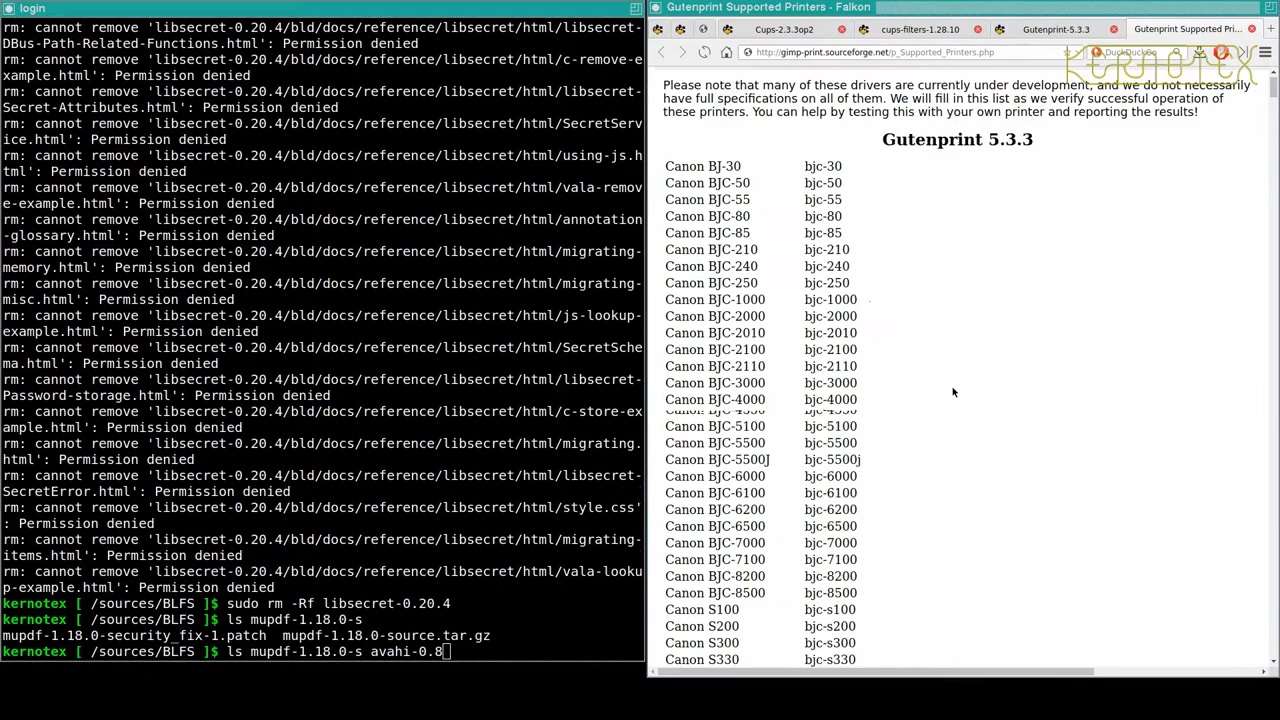 login
rm: cannot remove 'libsecret-0.20.4/bld/docs/reference/libsecret/html/libsecret-
DBus-Path-Related-Functions.html': Permission denied
rm: cannot remove 'libsecret-0.20.4/bld/docs/reference/libsecret/html/c-remove-e
xample.html': Permission denied
rm: cannot remove 'libsecret-0.20.4/bld/docs/reference/libsecret/html/libsecret-
Secret-Attributes.html': Permission denied
rm: cannot remove 'libsecret-0.20.4/bld/docs/reference/libsecret/html/SecretServ
ice.html': Permission denied
rm: cannot remove 'libsecret-0.20.4/bld/docs/reference/libsecret/html/using-js.h
tml': Permission denied
rm: cannot remove 'libsecret-0.20.4/bld/docs/reference/libsecret/html/vala-remov
e-example.html': Permission denied
rm: cannot remove 'libsecret-0.20.4/bld/docs/reference/libsecret/html/annotation
-glossary.html': Permission denied
rm: cannot remove 'libsecret-0.20.4/bld/docs/reference/libsecret/html/migrating-
memory.html': Permission denied
rm: cannot remove 'libsecret-0.20.4/bld/docs/reference/libsecret/html/migrating-
misc.html': Permission denied
rm: cannot remove 'libsecret-0.20.4/bld/docs/reference/libsecret/html/js-lookup-
example.html': Permission denied
rm: cannot remove 'libsecret-0.20.4/bld/docs/reference/libsecret/html/SecretSche
ma.html': Permission denied
rm: cannot remove 'libsecret-0.20.4/bld/docs/reference/libsecret/html/libsecret-
Password-storage.html': Permission denied
rm: cannot remove 'libsecret-0.20.4/bld/docs/reference/libsecret/html/c-store-ex
ample.html': Permission denied
rm: cannot remove 'libsecret-0.20.4/bld/docs/reference/libsecret/html/migrating.
html': Permission denied
rm: cannot remove 'libsecret-0.20.4/bld/docs/reference/libsecret/html/libsecret-
SecretError.html': Permission denied
rm: cannot remove 'libsecret-0.20.4/bld/docs/reference/libsecret/html/style.css'
: Permission denied
rm: cannot remove 'libsecret-0.20.4/bld/docs/reference/libsecret/html/migrating-
items.html': Permission denied
rm: cannot remove 'libsecret-0.20.4/bld/docs/reference/libsecret/html/vala-looku
p-example.html': Permission denied
kernotex [ /sources/BLFS ]$ sudo rm -Rf libsecret-0.20.4
kernotex [ /sources/BLFS ]$ ls mupdf-1.18.0-s
mupdf-1.18.0-security_fix-1.patch mupdf-1.18.0-source.tar.gz
kernotex [ /sources/BLFS ]$ ls mupdf-1.18.0-s avahi-0.8
Gutenprint Supported Printers - Falkon
Cups-2.3.3op2 cups-filters-1.28.10 Gutenprint-5.3.3 Gutenprint Supported Pri...
http://gimp-print.sourceforge.net/p_Supported_Printers.php DuckDuckGo
KERNOTEX
Please note that many of these drivers are currently under development, and we do not necessarily
have full specifications on all of them. We will fill in this list as we verify successful operation of
these printers. You can help by testing this with your own printer and reporting the results!
Gutenprint 5.3.3
Canon BJ-30 bjc-30
Canon BJC-50 bjc-50
Canon BJC-55 bjc-55
Canon BJC-80 bjc-80
Canon BJC-85 bjc-85
Canon BJC-210 bjc-210
Canon BJC-240 bjc-240
Canon BJC-250 bjc-250
Canon BJC-1000 bjc-1000
Canon BJC-2000 bjc-2000
Canon BJC-2010 bjc-2010
Canon BJC-2100 bjc-2100
Canon BJC-2110 bjc-2110
Canon BJC-3000 bjc-3000
Canon BJC-4000 bjc-4000
Canon BJC-5100 bjc-5100
Canon BJC-5500 bjc-5500
Canon BJC-5500J bjc-5500j
Canon BJC-6000 bjc-6000
Canon BJC-6100 bjc-6100
Canon BJC-6200 bjc-6200
Canon BJC-6500 bjc-6500
Canon BJC-7000 bjc-7000
Canon BJC-7100 bjc-7100
Canon BJC-8200 bjc-8200
Canon BJC-8500 bjc-8500
Canon S100 bjc-s100
Canon S200 bjc-s200
Canon S300 bjc-s300
Canon S330 bjc-s330